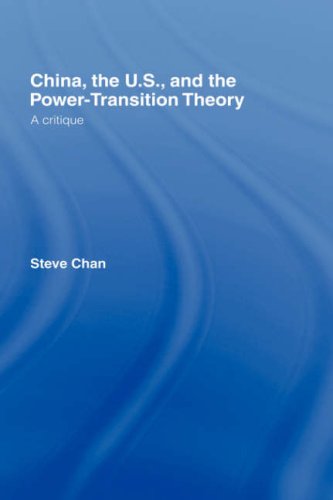 China, the U.S., and the
Power-Transition Theory
A critique
Steve Chan